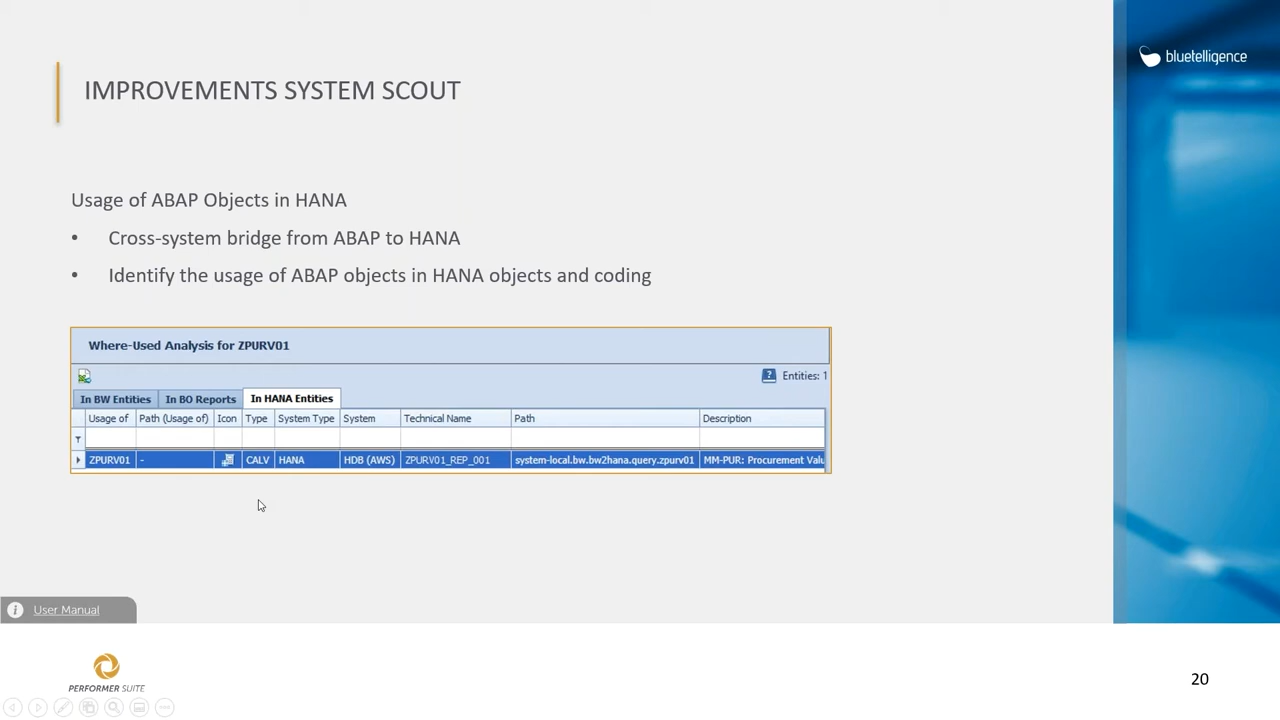 bluetelligence
IMPROVEMENTS SYSTEM SCOUT
Usage of ABAP Objects in HANA
• Cross-system bridge from ABAP to HANA
• Identify the usage of ABAP objects in HANA objects and coding
Where-Used Analysis for ZPURV01
? Entities: 1
In BW Entities In BO Reports In HANA Entities
Usage of Path (Usage of) Icon Type System Type System Technical Name Path Description
ZPURV01 - CALV HANA HDB (AWS) ZPURV01_REP_001 system-local.bw.bw2hana.query.zpurv01 MM-PUR: Procurement Valu
i User Manual
PERFORMER SUITE
20